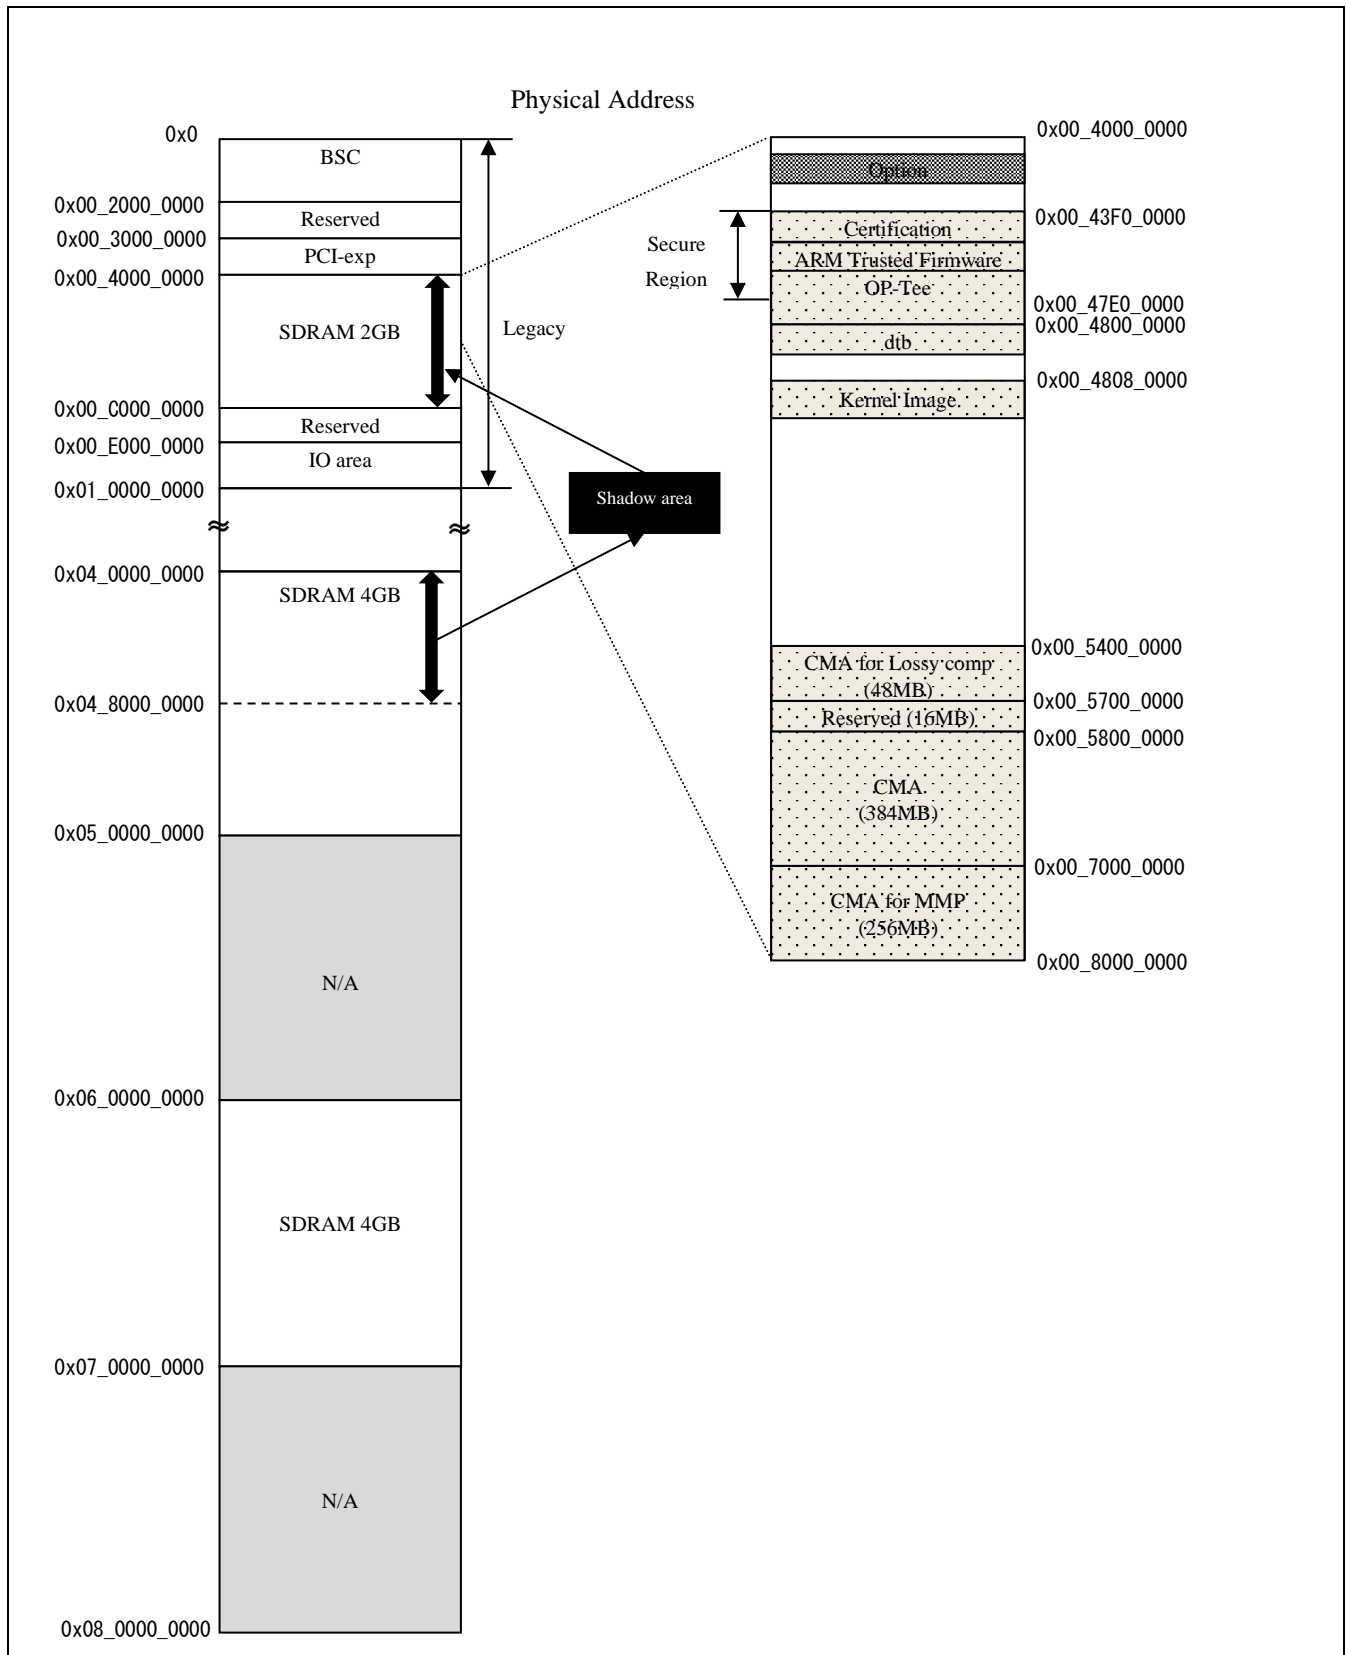 Physical Address
0x0
BSC
0x00_2000_0000
Reserved
0x00_3000_0000
PCI-exp
0x00_4000_0000
SDRAM 2GB
Legacy
0x00_C000_0000
Reserved
0x00_E000_0000
IO area
0x01_0000_0000
Shadow area
0x04_0000_0000
SDRAM 4GB
0x04_8000_0000
0x05_0000_0000
N/A
0x06_0000_0000
SDRAM 4GB
0x07_0000_0000
N/A
0x08_0000_0000
0x00_4000_0000
Option
0x00_43F0_0000
Secure
Region
Certification
ARM Trusted Firmware
OP-Tee
0x00_47E0_0000
0x00_4800_0000
dtb
0x00_4808_0000
Kernel Image
0x00_5400_0000
CMA for Lossy comp
(48MB)
0x00_5700_0000
Reserved (16MB)
0x00_5800_0000
CMA
(384MB)
0x00_7000_0000
CMA for MMP
(256MB)
0x00_8000_0000